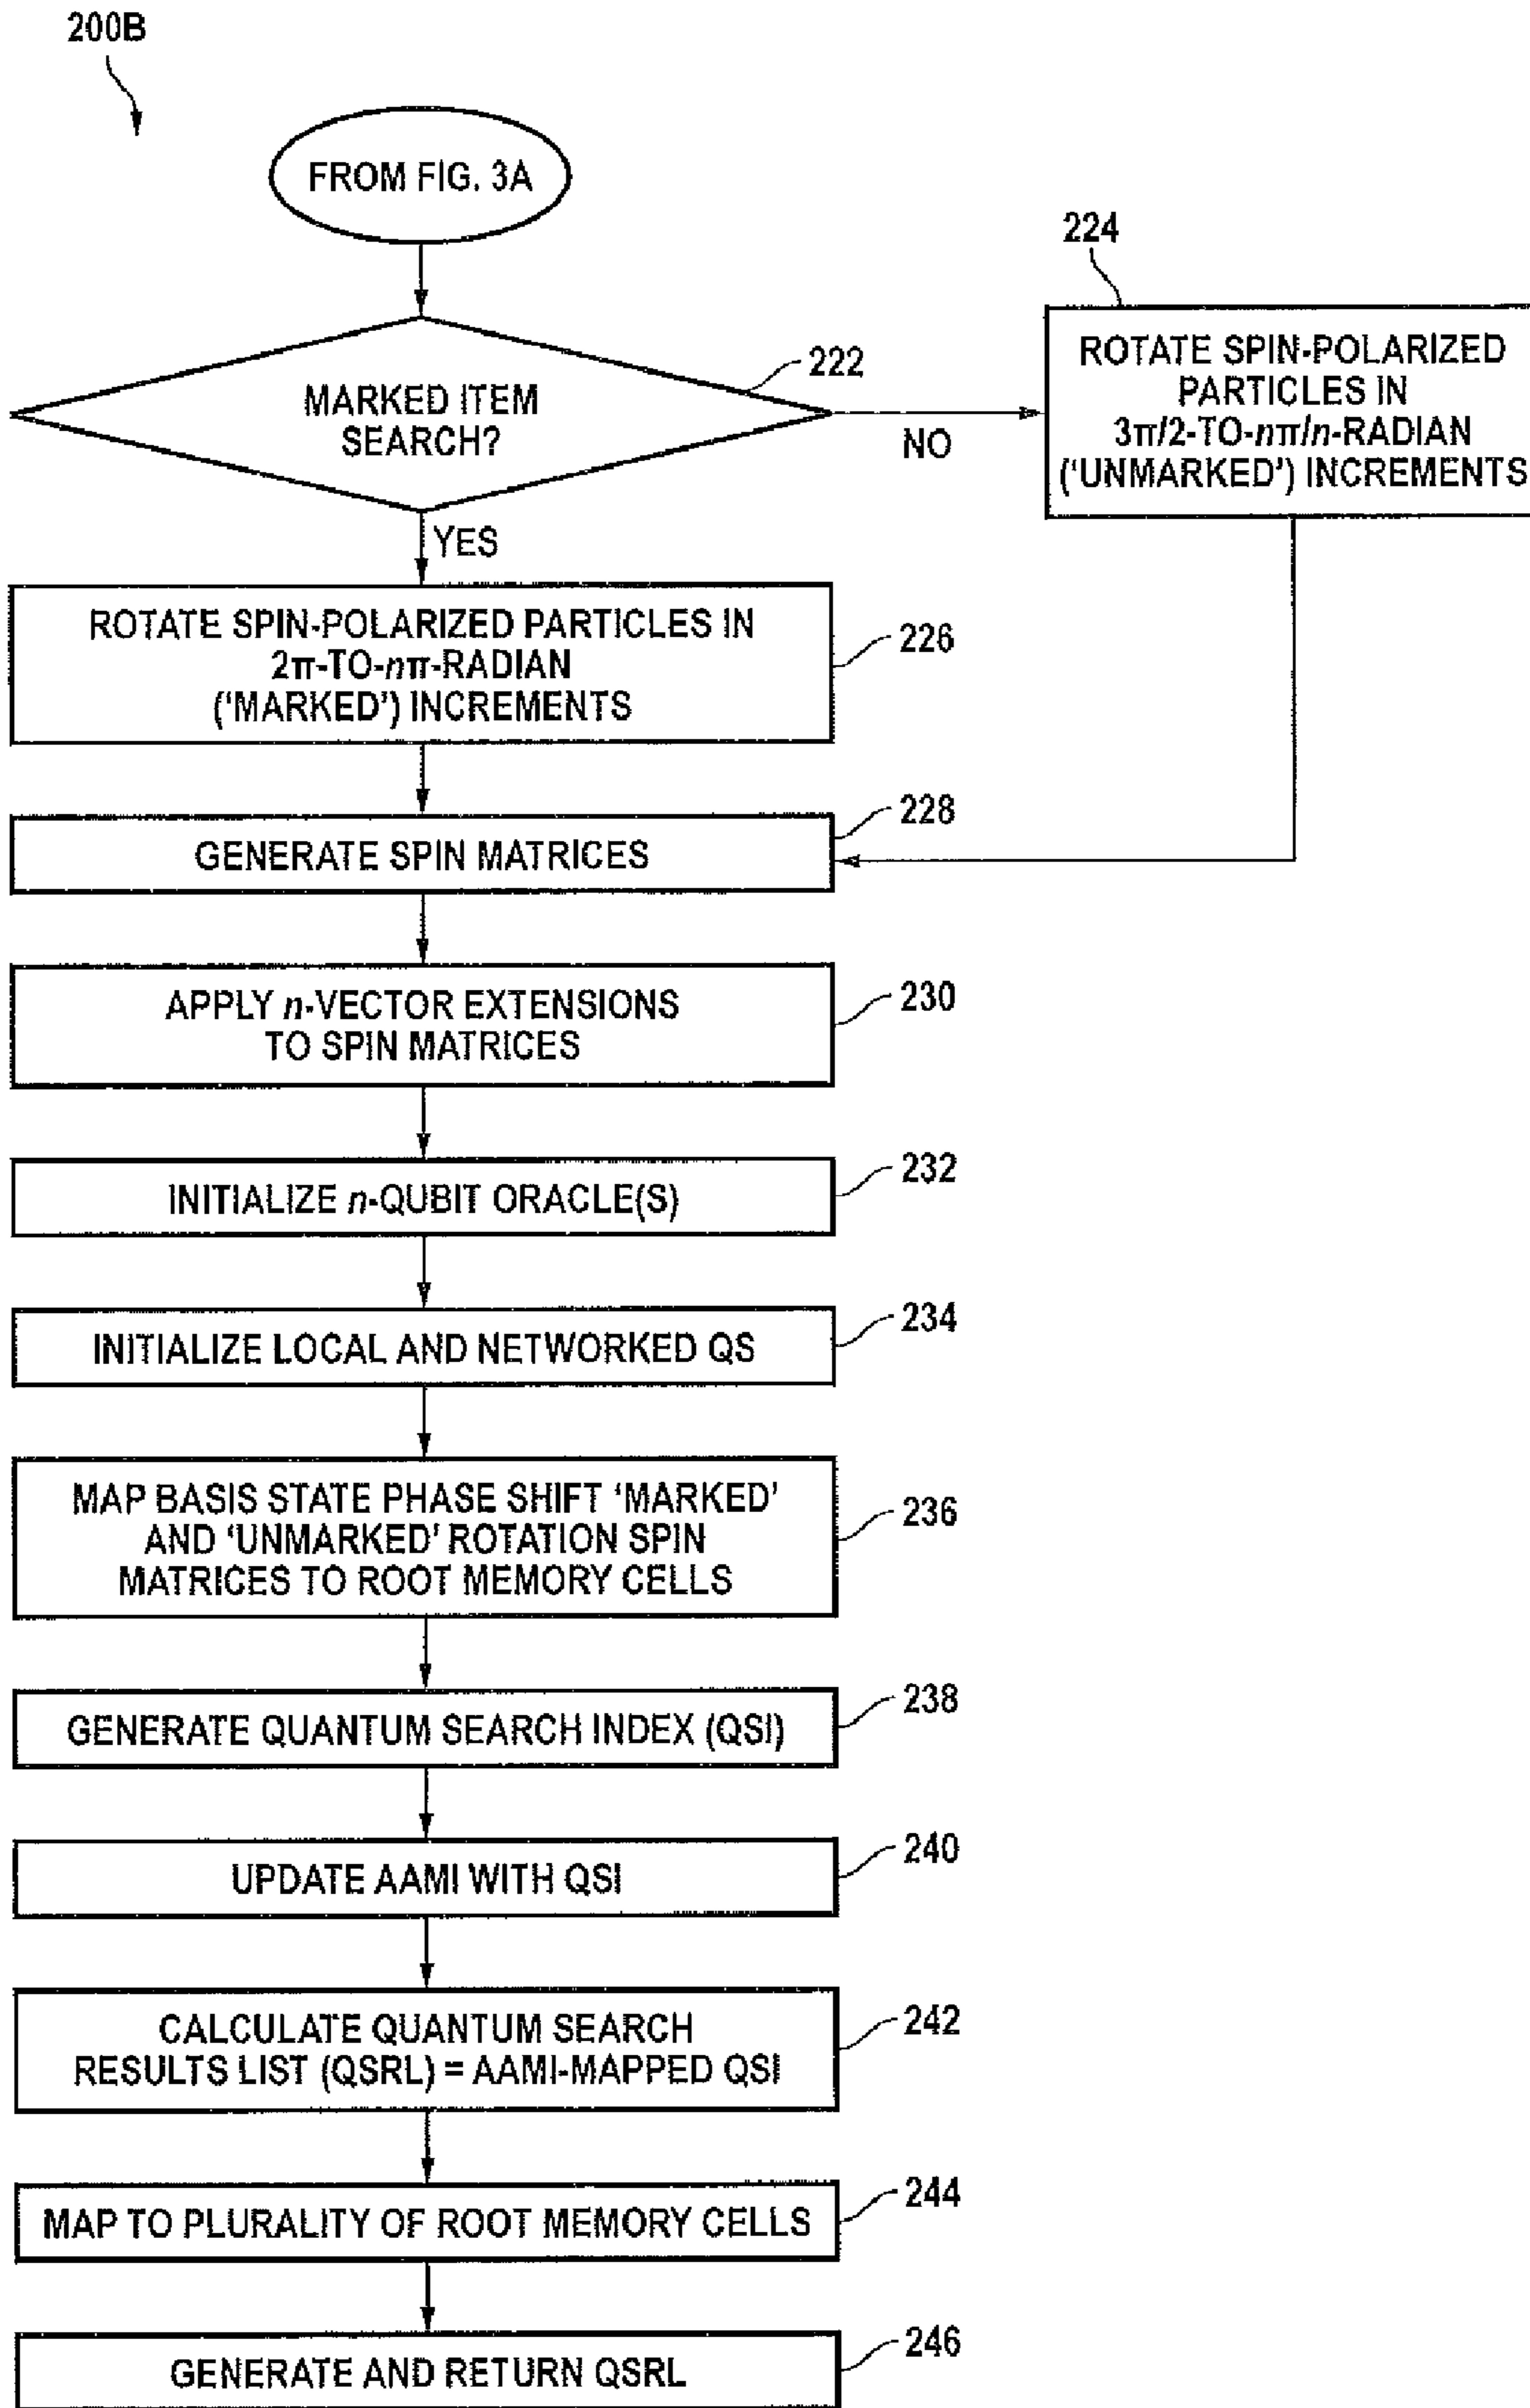 200B
FROM FIG. 3A
222
MARKED ITEM
SEARCH?
NO
YES
224
ROTATE SPIN-POLARIZED
PARTICLES IN
3π/2-TO-nπ/n-RADIAN
('UNMARKED') INCREMENTS
ROTATE SPIN-POLARIZED PARTICLES IN
2π-TO-nπ-RADIAN
('MARKED') INCREMENTS
226
GENERATE SPIN MATRICES
228
APPLY n-VECTOR EXTENSIONS
TO SPIN MATRICES
230
INITIALIZE n-QUBIT ORACLE(S)
232
INITIALIZE LOCAL AND NETWORKED QS
234
MAP BASIS STATE PHASE SHIFT 'MARKED'
AND 'UNMARKED' ROTATION SPIN
MATRICES TO ROOT MEMORY CELLS
236
GENERATE QUANTUM SEARCH INDEX (QSI)
238
UPDATE AAMI WITH QSI
240
CALCULATE QUANTUM SEARCH
RESULTS LIST (QSRL) = AAMI-MAPPED QSI
242
MAP TO PLURALITY OF ROOT MEMORY CELLS
244
GENERATE AND RETURN QSRL
246